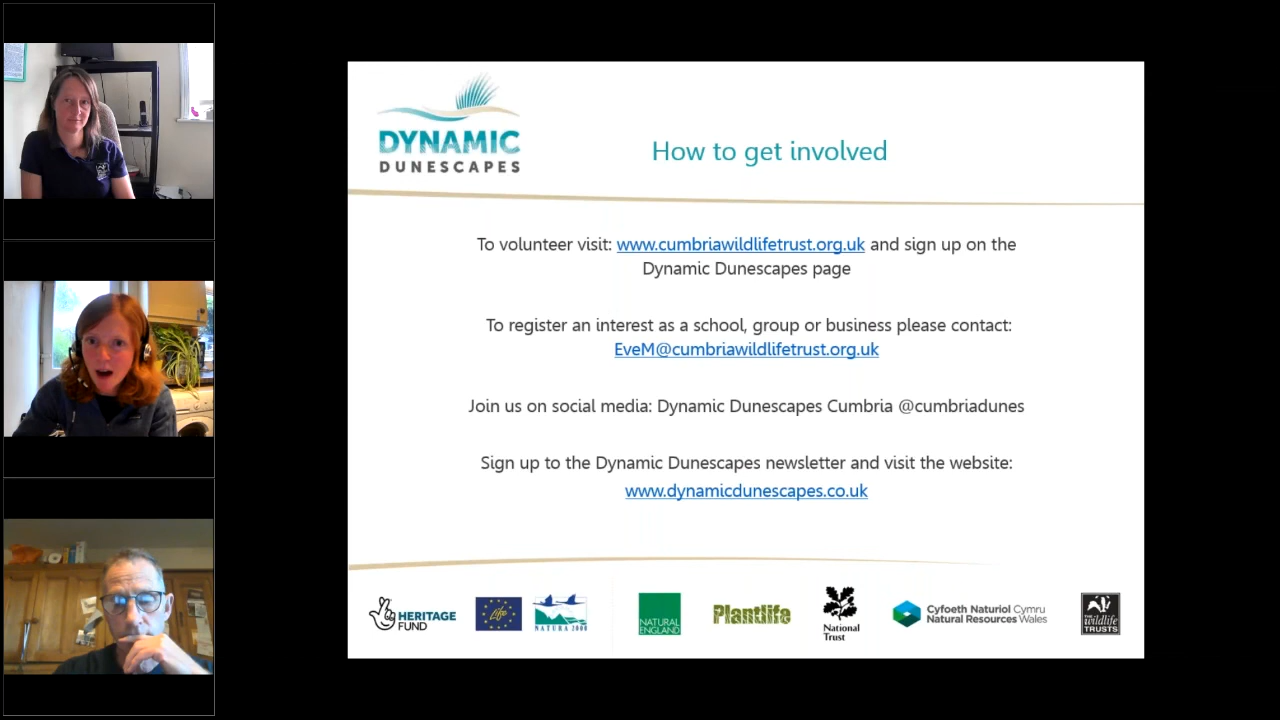 DYNAMIC
DUNESCAPES
How to get involved
To volunteer visit: www.cumbriawildlifetrust.org.uk and sign up on the
Dynamic Dunescapes page
To register an interest as a school, group or business please contact:
EveM@cumbriawildlifetrust.org.uk
Join us on social media: Dynamic Dunescapes Cumbria @cumbriadunes
Sign up to the Dynamic Dunescapes newsletter and visit the website:
www.dynamicdunescapes.co.uk
HERITAGE
FUND
Life
NATURA 2000
NATURAL
ENGLAND
Plantlife
National
Trust
Cyfoeth Naturiol Cymru
Natural Resources Wales
THE
wildlife
TRUSTS